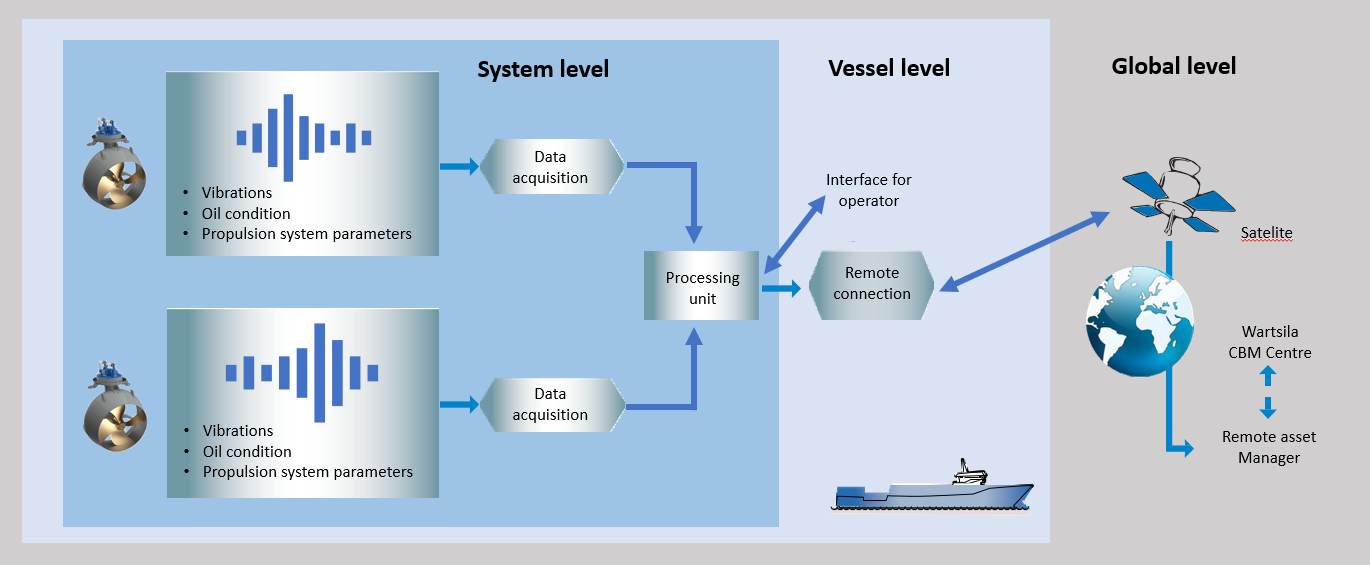 System level
Vessel level
Global level
• Vibrations
• Oil condition
• Propulsion system parameters
Data
acquisition
Processing
unit
Interface for
operator
Remote
connection
Satelite
• Vibrations
• Oil condition
• Propulsion system parameters
Data
acquisition
Wartsila
CBM Centre
Remote asset
Manager